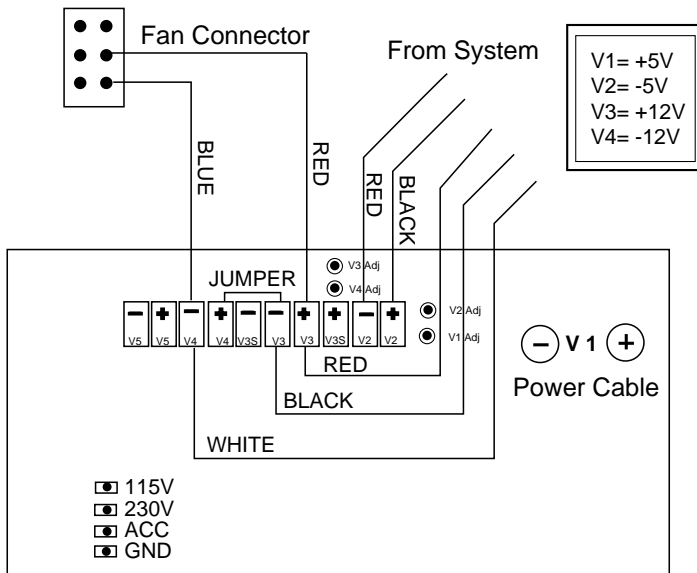 Fan Connector
From System
V1= +5V
V2= -5V
V3= +12V
V4= -12V
BLUE
RED
RED
BLACK
JUMPER
V3 Adj
V4 Adj
V2 Adj
V1 Adj
− + − + − − + + − +
V5 V5 V4 V4 V3S V3 V3 V3S V2 V2
− V 1 +
Power Cable
RED
BLACK
WHITE
115V
230V
ACC
GND